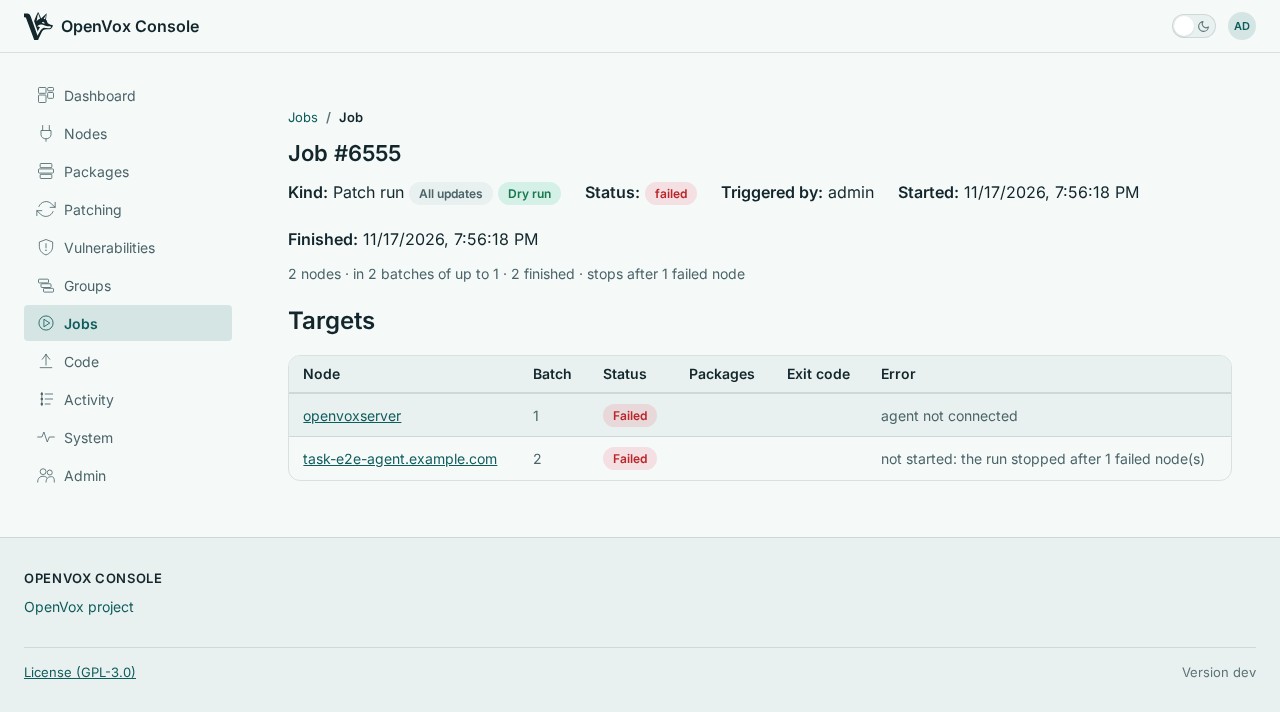 OpenVox Console
AD
Dashboard
Nodes
Packages
Patching
Vulnerabilities
Groups
Jobs
Code
Activity
System
Admin
Jobs / Job
Job #6555
Kind: Patch run All updates Dry run Status: failed Triggered by: admin Started: 11/17/2026, 7:56:18 PM
Finished: 11/17/2026, 7:56:18 PM
2 nodes · in 2 batches of up to 1 · 2 finished · stops after 1 failed node
Targets
Node Batch Status Packages Exit code Error
openvoxserver 1 Failed agent not connected
task-e2e-agent.example.com 2 Failed not started: the run stopped after 1 failed node(s)
OPENVOX CONSOLE
OpenVox project
License (GPL-3.0)
Version dev